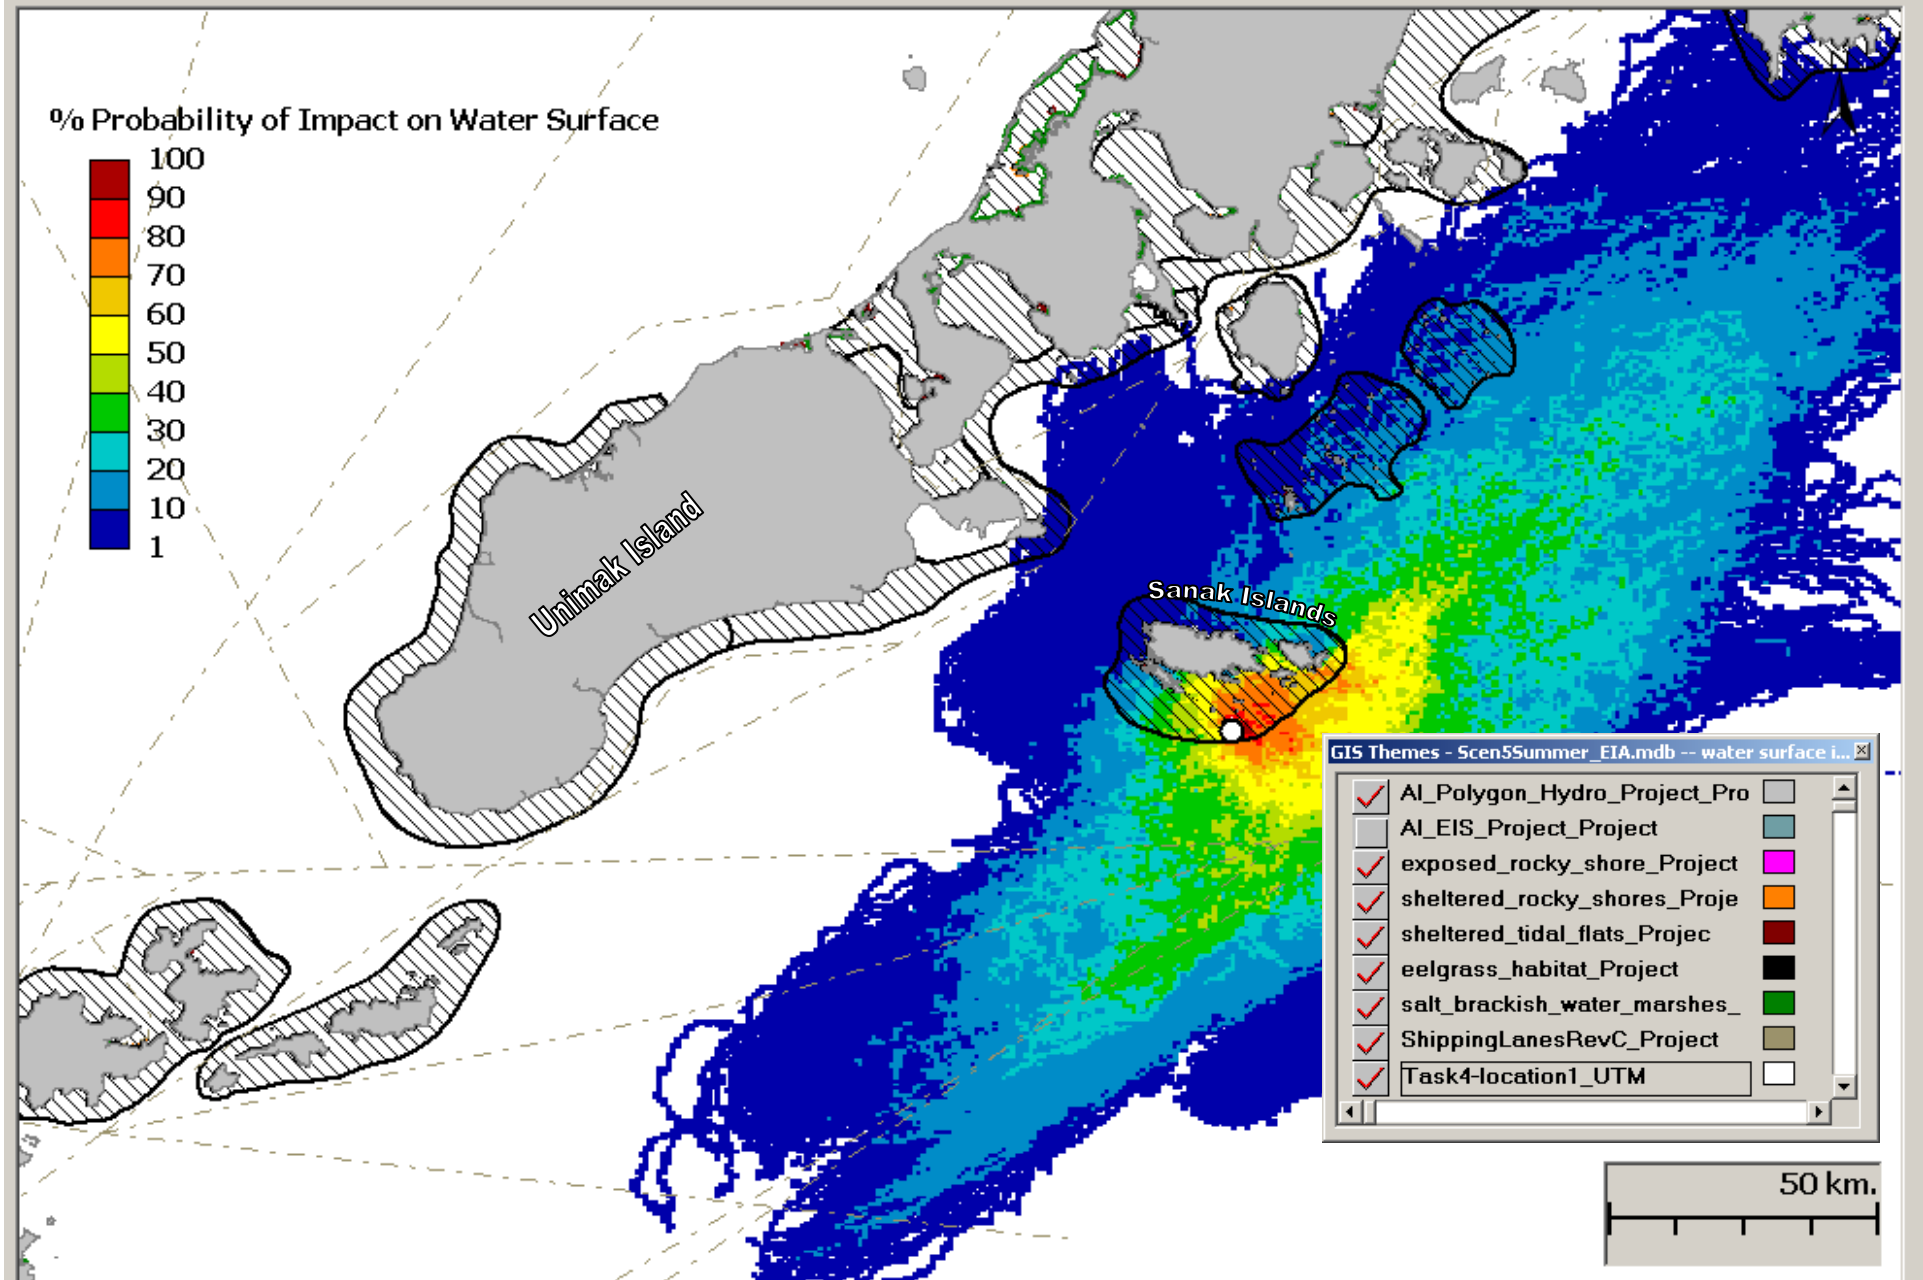 % Probability of Impact on Water Surface
100
90
80
70
60
50
40
30
20
10
1
Unimak Island
Sanak Islands
N
GIS Themes - Scen5Summer_EIA.mdb -- water surface i...
AI_Polygon_Hydro_Project_Pro
AI_EIS_Project_Project
exposed_rocky_shore_Project
sheltered_rocky_shores_Proje
sheltered_tidal_flats_Projec
eelgrass_habitat_Project
salt_brackish_water_marshes_
ShippingLanesRevC_Project
Task4-location1_UTM
50 km.